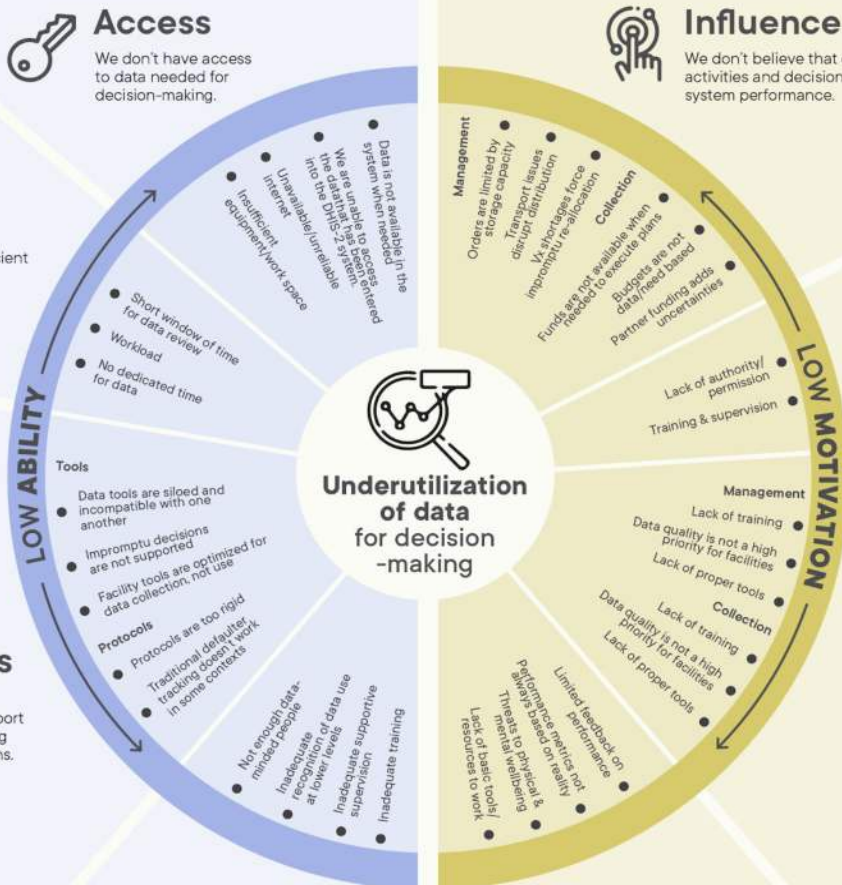 Access
We don't have access
to data needed for
decision-making.
Influence
We don't believe that
activities and decision
system performance.
Data is not available in the
system when needed
We are unable to access
the datathat has been entered
into the DHIS-2 system.
Unavailable/unreliable
internet
Insufficient
equipment/work space
cient
Short window of time
for data review
Workload
No dedicated time
for data
LOW ABILITY
Tools
Data tools are siloed and
incompatible with one
another
Impromptu decisions
are not supported
Facility tools are optimized for
data collection, not use
Protocols
Protocols are too rigid
Traditional defaulter
tracking doesn't work
in some contexts
s
port
g
ns.
Not enough data-
minded people
Inadequate
recognition of data use
at lower levels
Inadequate supportive
supervision
Inadequate training
Underutilization
of data
for decision
-making
Management
Orders are limited by
storage capacity
Transport issues
disrupt distribution
Vx shortages force
impromptu re-allocation
Collection
Funds are not available when
needed to execute plans
Budgets are not
data/need based
Partner funding adds
uncertainties
LOW MOTIVATION
Lack of authority/
permission
Training & supervision
Management
Lack of training
Data quality is not a high
priority for facilities
Lack of proper tools
Collection
Lack of training
Data quality is not a high
priority for facilities
Lack of proper tools
Limited feedback on
performance
Performance metrics not
always based on reality
Threats to physical &
mental wellbeing
Lack of basic tools/
resources to work